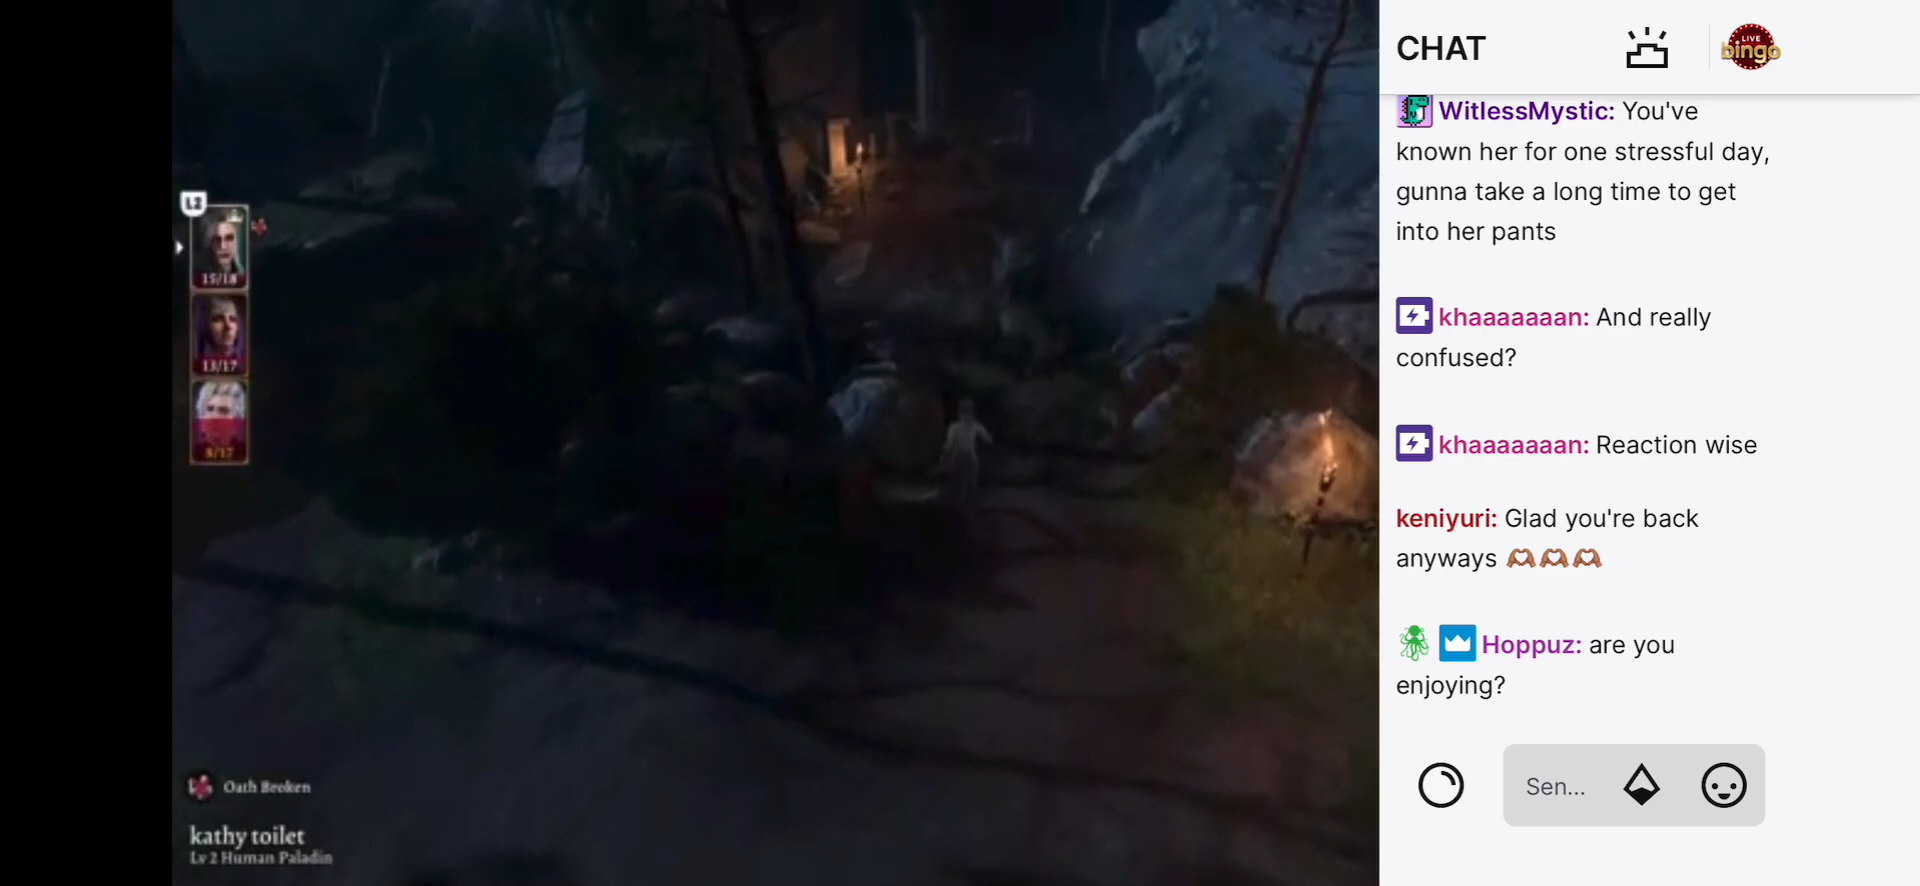 L2
15/18
13/17
8/17
Oath Broken
kathy toilet
Lv 2 Human Paladin
CHAT
LIVE
bingo
WitlessMystic: You've
known her for one stressful day,
gunna take a long time to get
into her pants
khaaaaaaan: And really
confused?
khaaaaaaan: Reaction wise
keniyuri: Glad you're back
anyways 🫶🏽🫶🏽🫶🏽
Hoppuz: are you
enjoying?
Sen...